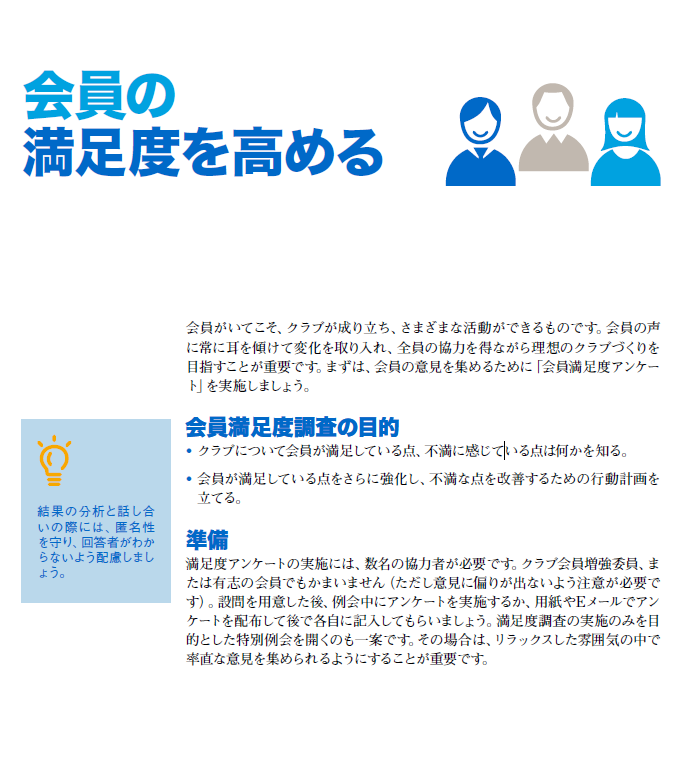 会員の
満足度を高める
会員がいてこそ、クラブが成り立ち、さまざまな活動ができるものです。会員の声
に常に耳を傾けて変化を取り入れ、全員の協力を得ながら理想のクラブづくりを
目指すことが重要です。まずは、会員の意見を集めるために「会員満足度アンケー
ト」を実施しましょう。
会員満足度調査の目的
• クラブについて会員が満足している点、不満に感じている点は何かを知る。
• 会員が満足している点をさらに強化し、不満な点を改善するための行動計画を
立てる。
結果の分析と話し合
いの際には、匿名性
を守り、回答者がわか
らないよう配慮しまし
ょう。
準備
満足度アンケートの実施には、数名の協力者が必要です。クラブ会員増強委員、ま
たは有志の会員でもかまいません（ただし意見に偏りが出ないよう注意が必要で
す）。設問を用意した後、例会中にアンケートを実施するか、用紙やEメールでアン
ケートを配布して後で各自に記入してもらいましょう。満足度調査の実施のみを目
的とした特別例会を開くのも一案です。その場合は、リラックスした雰囲気の中で
率直な意見を集められるようにすることが重要です。